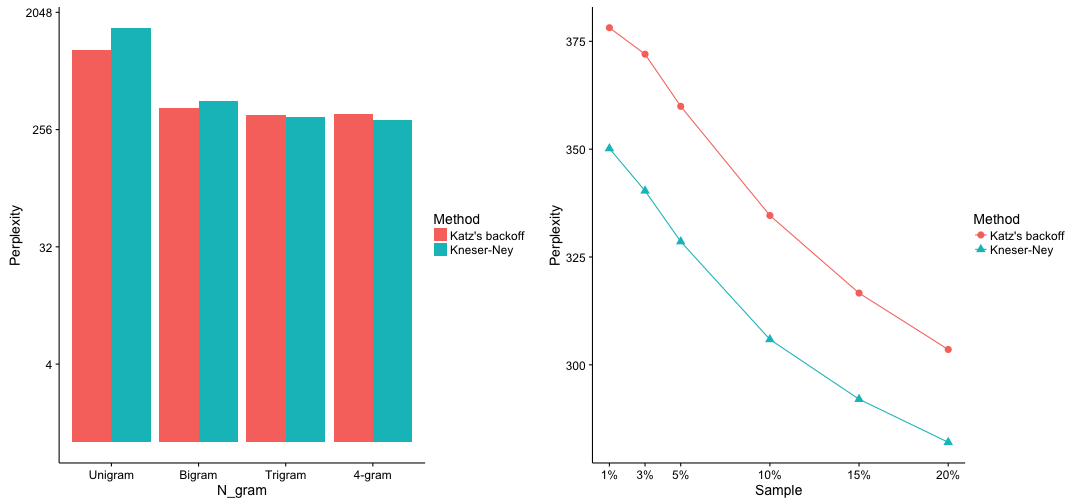 2048
256
32
4
Perplexity
Unigram
Bigram
Trigram
4-gram
N_gram
Method
Katz's backoff
Kneser-Ney
375
350
325
300
Perplexity
1%
3%
5%
10%
15%
20%
Sample
Method
Katz's backoff
Kneser-Ney